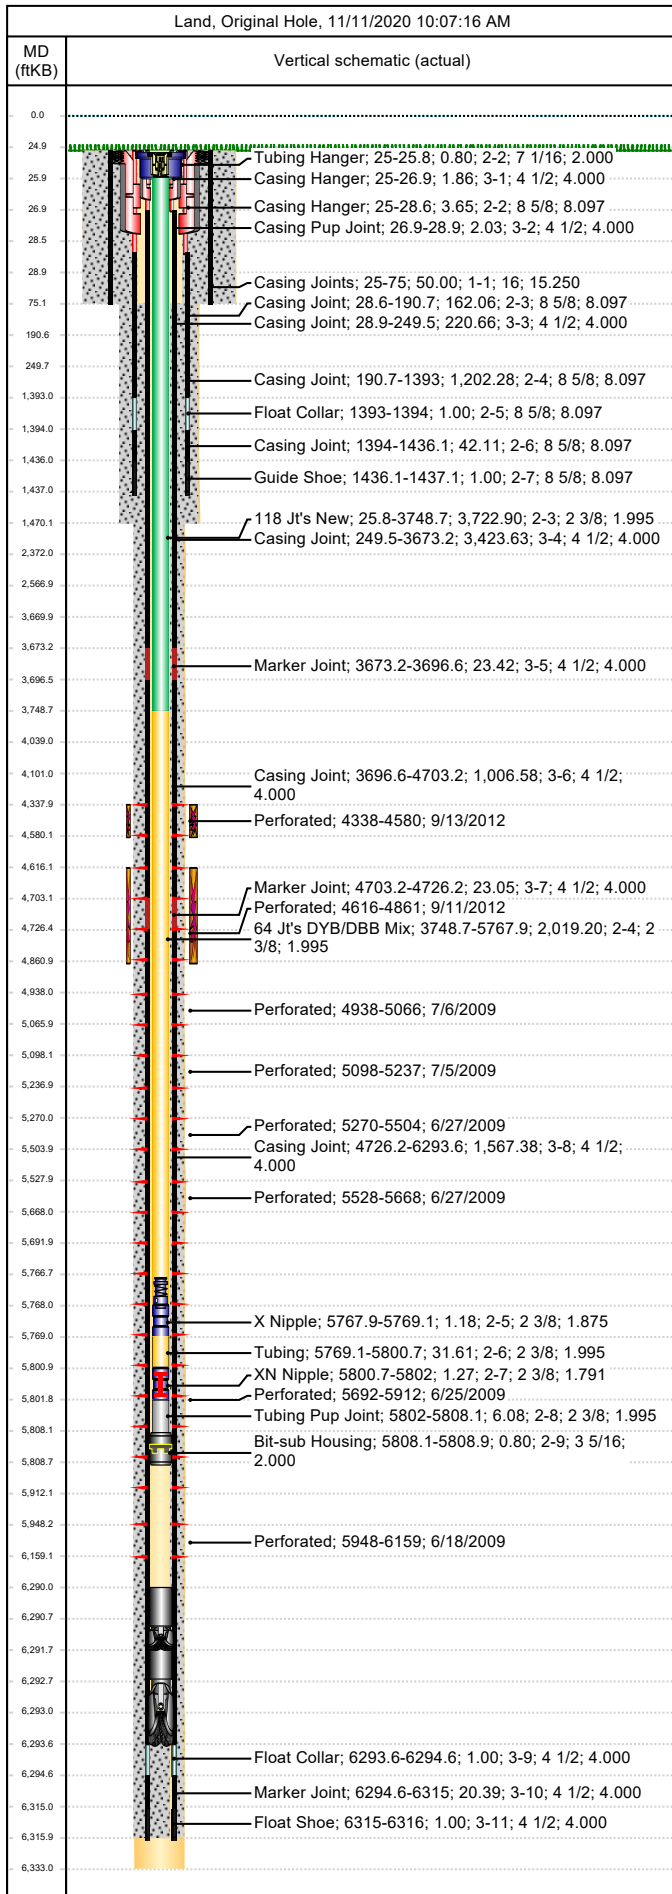 Land, Original Hole, 11/11/2020 10:07:16 AM
MD
(ftKB)
Vertical schematic (actual)
0.0
24.9
25.9
26.9
28.5
28.9
75.1
190.6
249.7
1,393.0
1,394.0
1,436.0
1,437.0
1,470.1
2,372.0
2,566.9
3,669.9
3,673.2
3,696.5
3,748.7
4,039.0
4,101.0
4,337.9
4,580.1
4,616.1
4,703.1
4,726.4
4,860.9
4,938.0
5,065.9
5,098.1
5,236.9
5,270.0
5,503.9
5,527.9
5,668.0
5,691.9
5,766.7
5,768.0
5,769.0
5,800.9
5,801.8
5,808.1
5,808.7
5,912.1
5,948.2
6,159.1
6,290.0
6,290.7
6,291.7
6,292.7
6,293.0
6,293.6
6,294.6
6,315.0
6,315.9
6,333.0
Tubing Hanger; 25-25.8; 0.80; 2-2; 7 1/16; 2.000
Casing Hanger; 25-26.9; 1.86; 3-1; 4 1/2; 4.000
Casing Hanger; 25-28.6; 3.65; 2-2; 8 5/8; 8.097
Casing Pup Joint; 26.9-28.9; 2.03; 3-2; 4 1/2; 4.000
Casing Joints; 25-75; 50.00; 1-1; 16; 15.250
Casing Joint; 28.6-190.7; 162.06; 2-3; 8 5/8; 8.097
Casing Joint; 28.9-249.5; 220.66; 3-3; 4 1/2; 4.000
Casing Joint; 190.7-1393; 1,202.28; 2-4; 8 5/8; 8.097
Float Collar; 1393-1394; 1.00; 2-5; 8 5/8; 8.097
Casing Joint; 1394-1436.1; 42.11; 2-6; 8 5/8; 8.097
Guide Shoe; 1436.1-1437.1; 1.00; 2-7; 8 5/8; 8.097
118 Jt's New; 25.8-3748.7; 3,722.90; 2-3; 2 3/8; 1.995
Casing Joint; 249.5-3673.2; 3,423.63; 3-4; 4 1/2; 4.000
Marker Joint; 3673.2-3696.6; 23.42; 3-5; 4 1/2; 4.000
Casing Joint; 3696.6-4703.2; 1,006.58; 3-6; 4 1/2;
4.000
Perforated; 4338-4580; 9/13/2012
Marker Joint; 4703.2-4726.2; 23.05; 3-7; 4 1/2; 4.000
Perforated; 4616-4861; 9/11/2012
64 Jt's DYB/DBB Mix; 3748.7-5767.9; 2,019.20; 2-4; 2
3/8; 1.995
Perforated; 4938-5066; 7/6/2009
Perforated; 5098-5237; 7/5/2009
Perforated; 5270-5504; 6/27/2009
Casing Joint; 4726.2-6293.6; 1,567.38; 3-8; 4 1/2;
4.000
Perforated; 5528-5668; 6/27/2009
X Nipple; 5767.9-5769.1; 1.18; 2-5; 2 3/8; 1.875
Tubing; 5769.1-5800.7; 31.61; 2-6; 2 3/8; 1.995
XN Nipple; 5800.7-5802; 1.27; 2-7; 2 3/8; 1.791
Perforated; 5692-5912; 6/25/2009
Tubing Pup Joint; 5802-5808.1; 6.08; 2-8; 2 3/8; 1.995
Bit-sub Housing; 5808.1-5808.9; 0.80; 2-9; 3 5/16;
2.000
Perforated; 5948-6159; 6/18/2009
Float Collar; 6293.6-6294.6; 1.00; 3-9; 4 1/2; 4.000
Marker Joint; 6294.6-6315; 20.39; 3-10; 4 1/2; 4.000
Float Shoe; 6315-6316; 1.00; 3-11; 4 1/2; 4.000